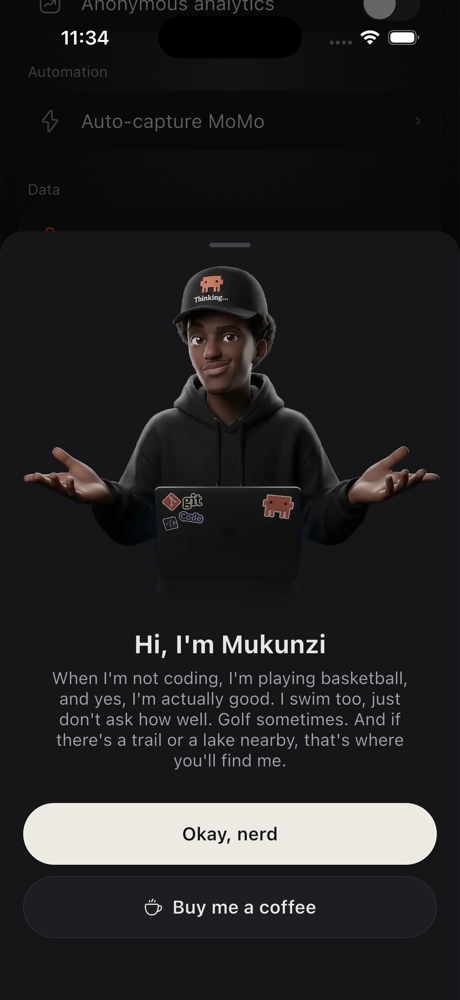 Anonymous analytics
11:34
Automation
Auto-capture MoMo
Data
Thinking...
git
Code
Hi, I'm Mukunzi
When I'm not coding, I'm playing basketball,
and yes, I'm actually good. I swim too, just
don't ask how well. Golf sometimes. And if
there's a trail or a lake nearby, that's where
you'll find me.
Okay, nerd
Buy me a coffee